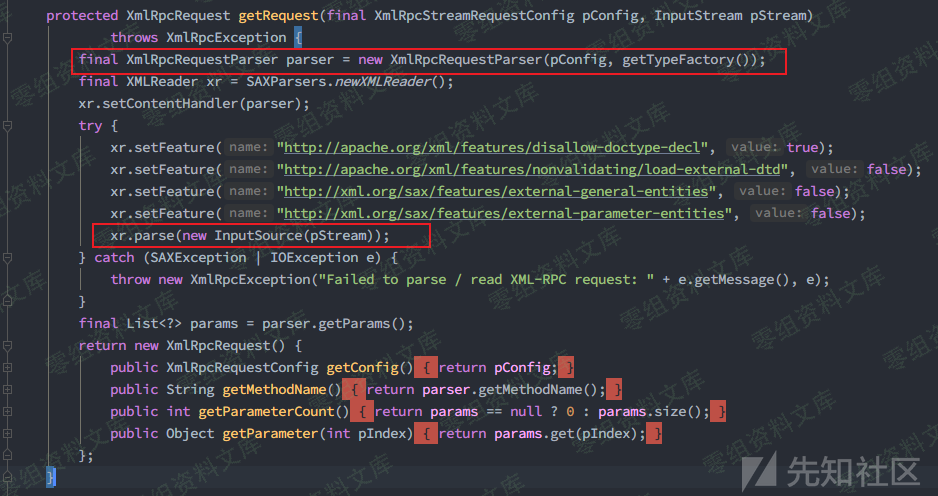 protected XmlRpcRequest getRequest(final XmlRpcStreamRequestConfig pConfig, InputStream pStream)
throws XmlRpcException {
final XmlRpcRequestParser parser = new XmlRpcRequestParser(pConfig, getTypeFactory());
final XMLReader xr = SAXParsers.newXMLReader();
xr.setContentHandler(parser);
try {
xr.setFeature( name: "http://apache.org/xml/features/disallow-doctype-decl", value: true);
xr.setFeature( name: "http://apache.org/xml/features/nonvalidating/load-external-dtd", value: false);
xr.setFeature( name: "http://xml.org/sax/features/external-general-entities", value: false);
xr.setFeature( name: "http://xml.org/sax/features/external-parameter-entities", value: false);
xr.parse(new InputSource(pStream));
} catch (SAXException | IOException e) {
throw new XmlRpcException("Failed to parse / read XML-RPC request: " + e.getMessage(), e);
}
final List<?> params = parser.getParams();
return new XmlRpcRequest() {
public XmlRpcRequestConfig getConfig() { return pConfig; }
public String getMethodName() { return parser.getMethodName(); }
public int getParameterCount() { return params == null ? 0 : params.size(); }
public Object getParameter(int pIndex) { return params.get(pIndex); }
};
}
零组资料文库
先知社区